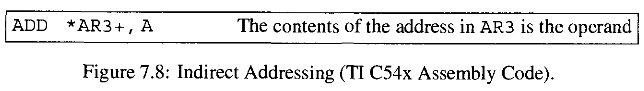 ADD *AR3+, A The contents of the address in AR3 is the operand
Figure 7.8: Indirect Addressing (TI C54x Assembly Code).